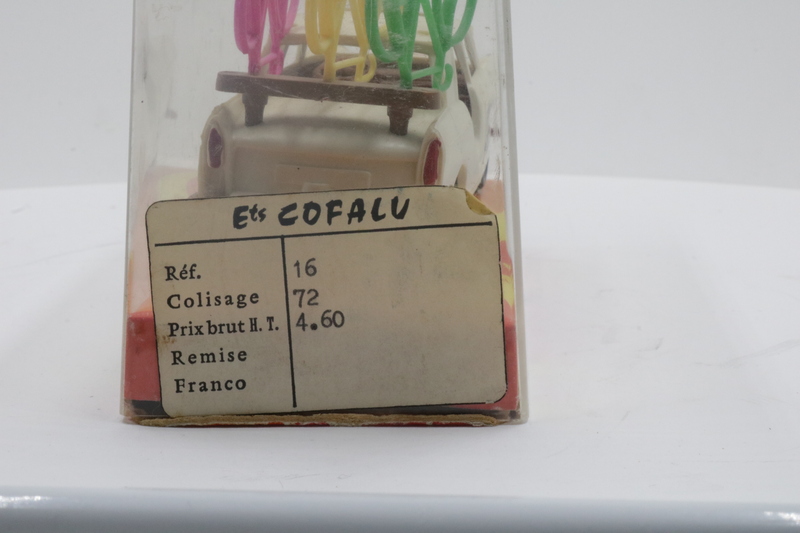 Ets COFALU
Réf. 16
Colisage 72
Prix brut H. T. 4.60
Remise
Franco